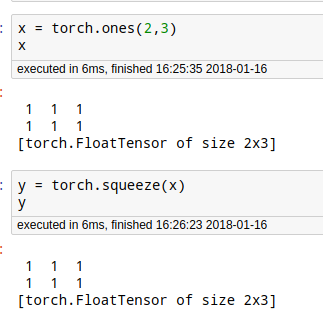 : x = torch.ones(2,3)
x
executed in 6ms, finished 16:25:35 2018-01-16
:
1 1 1
1 1 1
[torch.FloatTensor of size 2x3]
: y = torch.squeeze(x)
y
executed in 6ms, finished 16:26:23 2018-01-16
:
1 1 1
1 1 1
[torch.FloatTensor of size 2x3]